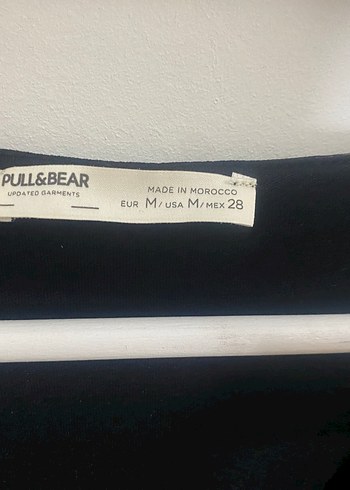 PULL&BEAR
UPDATED GARMENTS
MADE IN MOROCCO
EUR M/ USA M/ MEX 28